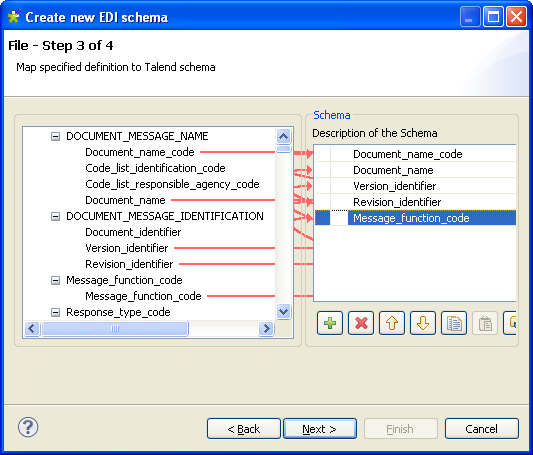 Create new EDI schema
File - Step 3 of 4
Map specified definition to Talend schema
DOCUMENT_MESSAGE_NAME
Document_name_code
Code_list_identification_code
Code_list_responsible_agency_code
Document_name
DOCUMENT_MESSAGE_IDENTIFICATION
Document_identifier
Version_identifier
Revision_identifier
Message_function_code
Message_function_code
Response_type_code
Schema
Description of the Schema
Document_name_code
Document_name
Version_identifier
Revision_identifier
Message_function_code
?
< Back
Next >
Finish
Cancel